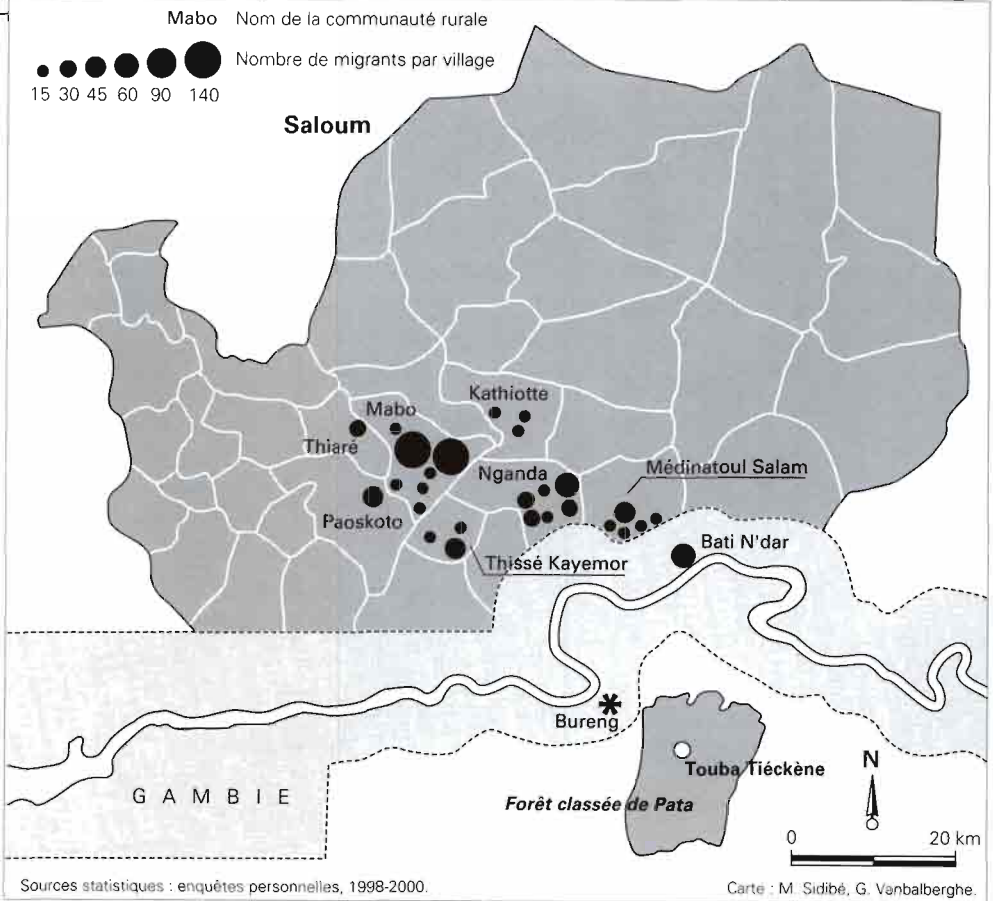 Mabo Nom de la communauté rurale
Nombre de migrants par village
15 30 45 60 90 140
Saloum
Kathiotte
Mabo
Thiaré
Nganda
Médinatoul Salam
Paoskoto
Bati N'dar
Thissé Kayemor
Bureng
N
Touba Tiéckène
GAMBIE
Forêt classée de Pata
0 20 km
Sources statistiques : enquêtes personnelles, 1998-2000.
Carte : M. Sidibé, G. Vanbalberghe.